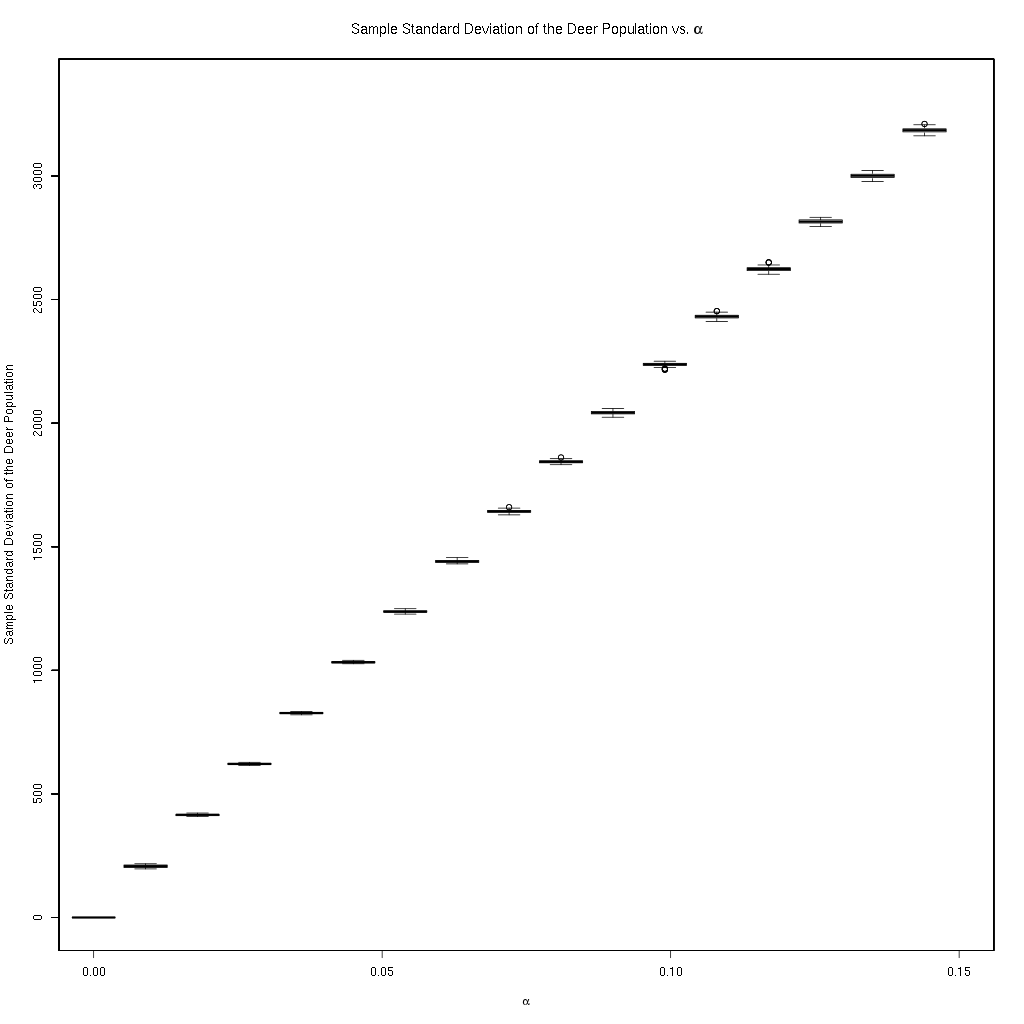 Sample Standard Deviation of the Deer Population vs. α
Sample Standard Deviation of the Deer Population
3000
2500
2000
1500
1000
500
0
0.00 0.05 0.10 0.15
α